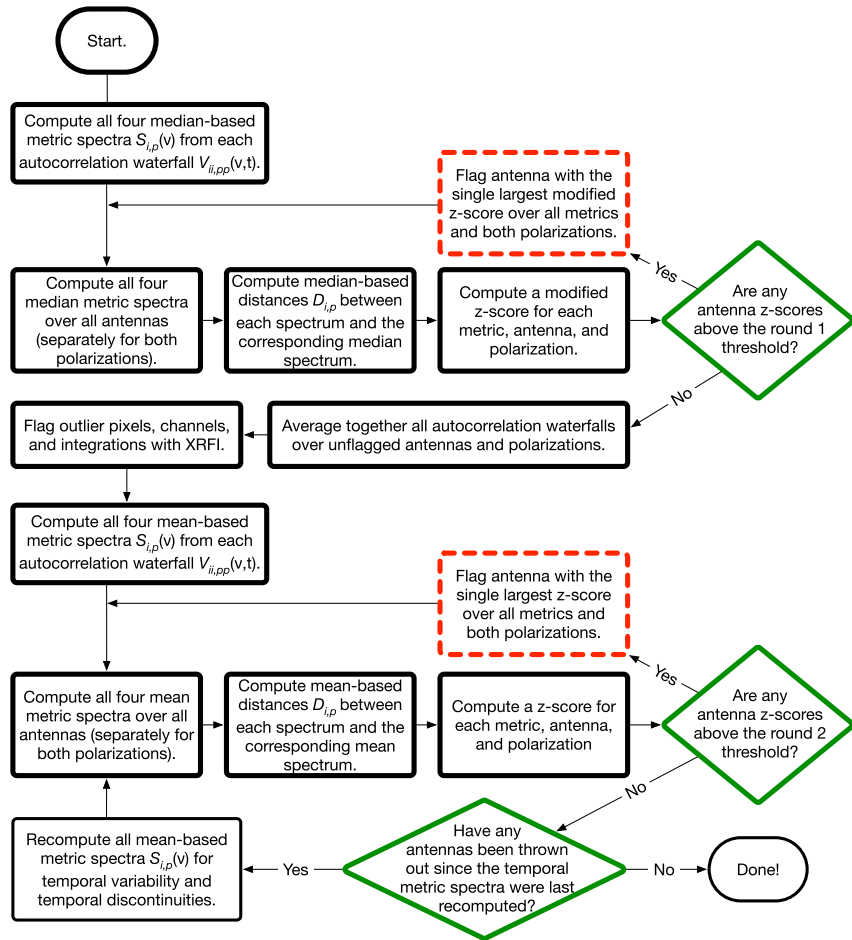 Start.
Compute all four median-based
metric spectra Si,p(ν) from each
autocorrelation waterfall Vii,pp(ν,t).
Flag antenna with the
single largest modified
z-score over all metrics
and both polarizations.
Compute all four
median metric spectra
over all antennas
(separately for both
polarizations).
Compute median-based
distances Di,p between
each spectrum and the
corresponding median
spectrum.
Compute a modified
z-score for each
metric, antenna, and
polarization.
Are any
antenna z-scores
above the round 1
threshold?
Yes
No
Average together all autocorrelation waterfalls
over unflagged antennas and polarizations.
Flag outlier pixels, channels,
and integrations with XRFI.
Compute all four mean-based
metric spectra Si,p(ν) from each
autocorrelation waterfall Vii,pp(ν,t).
Flag antenna with the
single largest z-score
over all metrics and
both polarizations.
Compute all four mean
metric spectra over all
antennas (separately for
both polarizations).
Compute mean-based
distances Di,p between
each spectrum and the
corresponding mean
spectrum.
Compute a z-score for
each metric, antenna,
and polarization
Are any
antenna z-scores
above the round 2
threshold?
Yes
No
Have any
antennas been thrown
out since the temporal
metric spectra were last
recomputed?
Yes
No
Recompute all mean-based
metric spectra Si,p(ν) for
temporal variability and
temporal discontinuities.
Done!